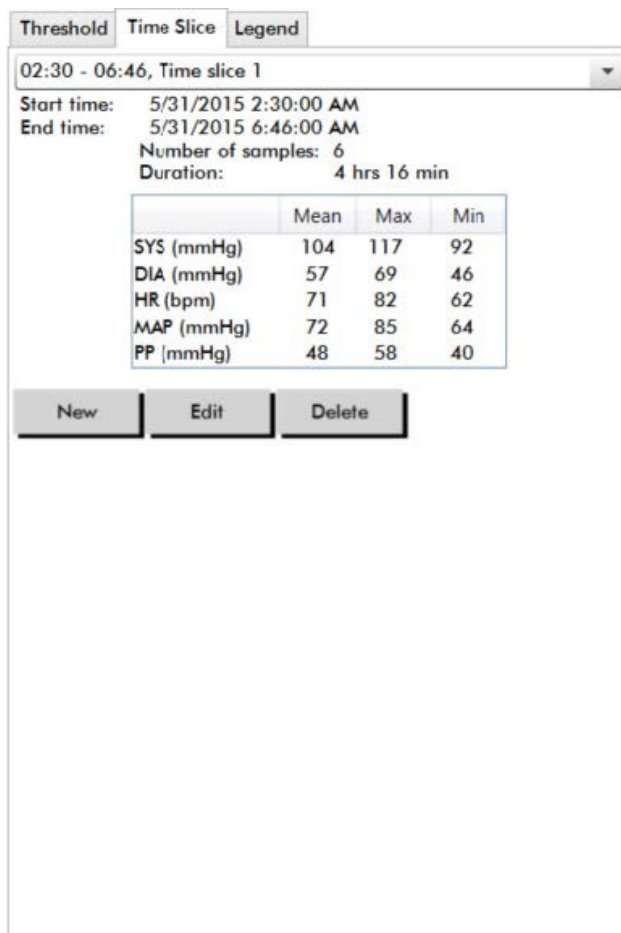 Threshold Time Slice Legend
02:30 - 06:46, Time slice 1
Start time: 5/31/2015 2:30:00 AM
End time: 5/31/2015 6:46:00 AM
Number of samples: 6
Duration: 4 hrs 16 min
Mean Max Min
SYS (mmHg) 104 117 92
DIA (mmHg) 57 69 46
HR (bpm) 71 82 62
MAP (mmHg) 72 85 64
PP (mmHg) 48 58 40
New Edit Delete